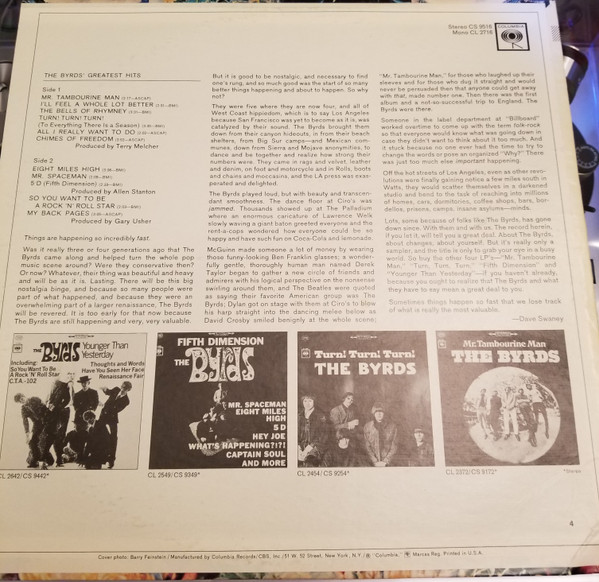 Stereo CS 9516
Mono CL 2716
COLUMBIA
THE BYRDS' GREATEST HITS
Side 1
MR. TAMBOURINE MAN
I'LL FEEL A WHOLE LOT BETTER
THE BELLS OF RHYMNEY
TURN! TURN! TURN!
(To Everything There Is a Season)
ALL I REALLY WANT TO DO
CHIMES OF FREEDOM
Produced by Terry Melcher
Side 2
EIGHT MILES HIGH
MR. SPACEMAN
5 D (Fifth Dimension)
Produced by Allen Stanton
SO YOU WANT TO BE
A ROCK 'N' ROLL STAR
MY BACK PAGES
Produced by Gary Usher
Things are happening so incredibly fast.
Was it really three or four generations ago that The
Byrds came along and helped turn the whole pop
music scene around? Were they conservative then?
Or now? Whatever, their thing was beautiful and heavy
and will be as it is. Lasting. There will be this big
nostalgia binge, and because so many people were
part of what happened, and because they were an
overwhelming part of a larger renaissance, The Byrds
will be revered. It is too early for that now because
The Byrds are still happening and very, very valuable.
But it is good to be nostalgic, and necessary to find
one's rung, and so much good was the start of so many
better things happening and about to happen. So why
not?
They were five where they are now four, and all of
West Coast hippiedom, which is to say Los Angeles
because San Francisco was yet to become as it is, was
catalyzed by their sound. The Byrds brought them
down from their canyon hideouts, in from their beach
shelters, from Big Sur camps—and Mexican com-
munes, down from Sierra and Mojave anonymities, to
dance and be together and realize how strong their
numbers were. They came in rags and velvet, leather
and denim, on foot and motorcycle and in Rolls, boots
and chains and moccasins, and the LA press was exas-
perated and delighted.
The Byrds played loud, but with beauty and transcen-
dant smoothness. The dance floor at Ciro's was
jammed. Thousands showed up at The Palladium
where an enormous caricature of Lawrence Welk
slowly waving a giant baton greeted everyone and the
rent-a-cops wondered how everyone could be so
happy and have such fun on Coca-Cola and lemonade.
McGuinn made someone a lot of money by wearing
those funny-looking Ben Franklin glasses; a wonder-
fully gentle, thoroughly human man named Derek
Taylor began to gather a new circle of friends and
admirers with his logical perspective on the nonsense
swirling around them, and The Beatles were quoted
as saying their favorite American group was The
Byrds; Dylan got on stage with them at Ciro's to blow
his harp straight into the dancing melee below as
David Crosby smiled benignly at the whole scene;
"Mr. Tambourine Man," for those who laughed up their
sleeves and for those who dug it straight and would
never be persuaded then that anyone could get away
with that, made number one. Then there was the first
album and a not-so-successful trip to England. The
Byrds were there.
Someone in the label department at "Billboard"
worked overtime to come up with the term folk-rock
so that everyone would know what was going down in
case they didn't want to think about it too much. And
it stuck because no one ever had the time to try to
change the words or pose an organized "Why?" There
was just too much else important happening.
Off the hot streets of Los Angeles, even as other revo-
lutions were finally gaining notice a few miles south in
Watts, they would scatter themselves in a darkened
studio and bend to the task of reaching into millions
of homes, cars, dormitories, coffee shops, bars, bor-
dellos, prisons, camps, insane asylums—minds.
Lots, some because of folks like The Byrds, has gone
down since. With them and with us. The record herein,
if you let it, will tell you a great deal. About The Byrds,
about changes, about yourself. But it's really only a
sampler, and the title is only to grab your eye in a busy
world. So buy the other four LP's—"Mr. Tambourine
Man," "Turn, Turn, Turn," "Fifth Dimension" and
"Younger Than Yesterday"—if you haven't already,
because you ought to realize that The Byrds and what
they have to say mean a great deal to you.
Sometimes things happen so fast that we lose track
of what is really the most valuable.
—Dave Swaney
THE Byrds Younger Than
Yesterday
Including:
So You Want To Be
A Rock 'N' Roll Star
C.T.A.-102
Thoughts and Words
Have You Seen Her Face
Renaissance Fair
CL 2642/CS 9442*
FIFTH DIMENSION
THE Byrds
MR. SPACEMAN
EIGHT MILES
HIGH
5 D
HEY JOE
WHAT'S HAPPENING?!?!
CAPTAIN SOUL
AND MORE
CL 2549/CS 9349*
Turn! Turn! Turn!
THE BYRDS
CL 2454/CS 9254*
Mr. Tambourine Man
THE BYRDS
CL 2372/CS 9172*
*Stereo
4
Cover photo: Barry Feinstein/Manufactured by Columbia Records/CBS, Inc./51 W. 52 Street, New York, N.Y./® "Columbia," Marcas Reg. Printed in U.S.A.